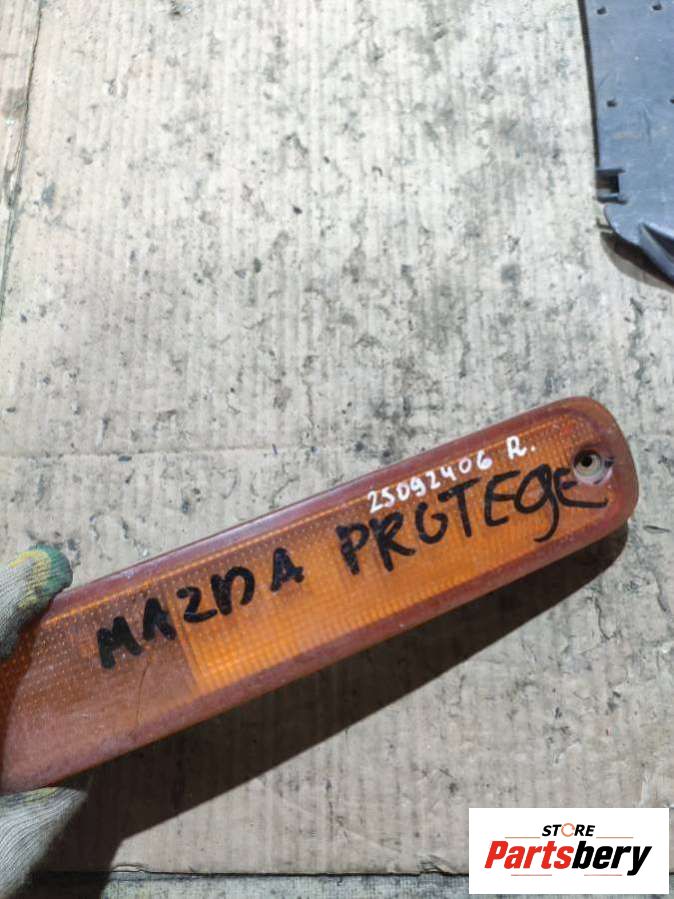 25092406 R.
MAZDA PROTEGE
STORE
Partsbery